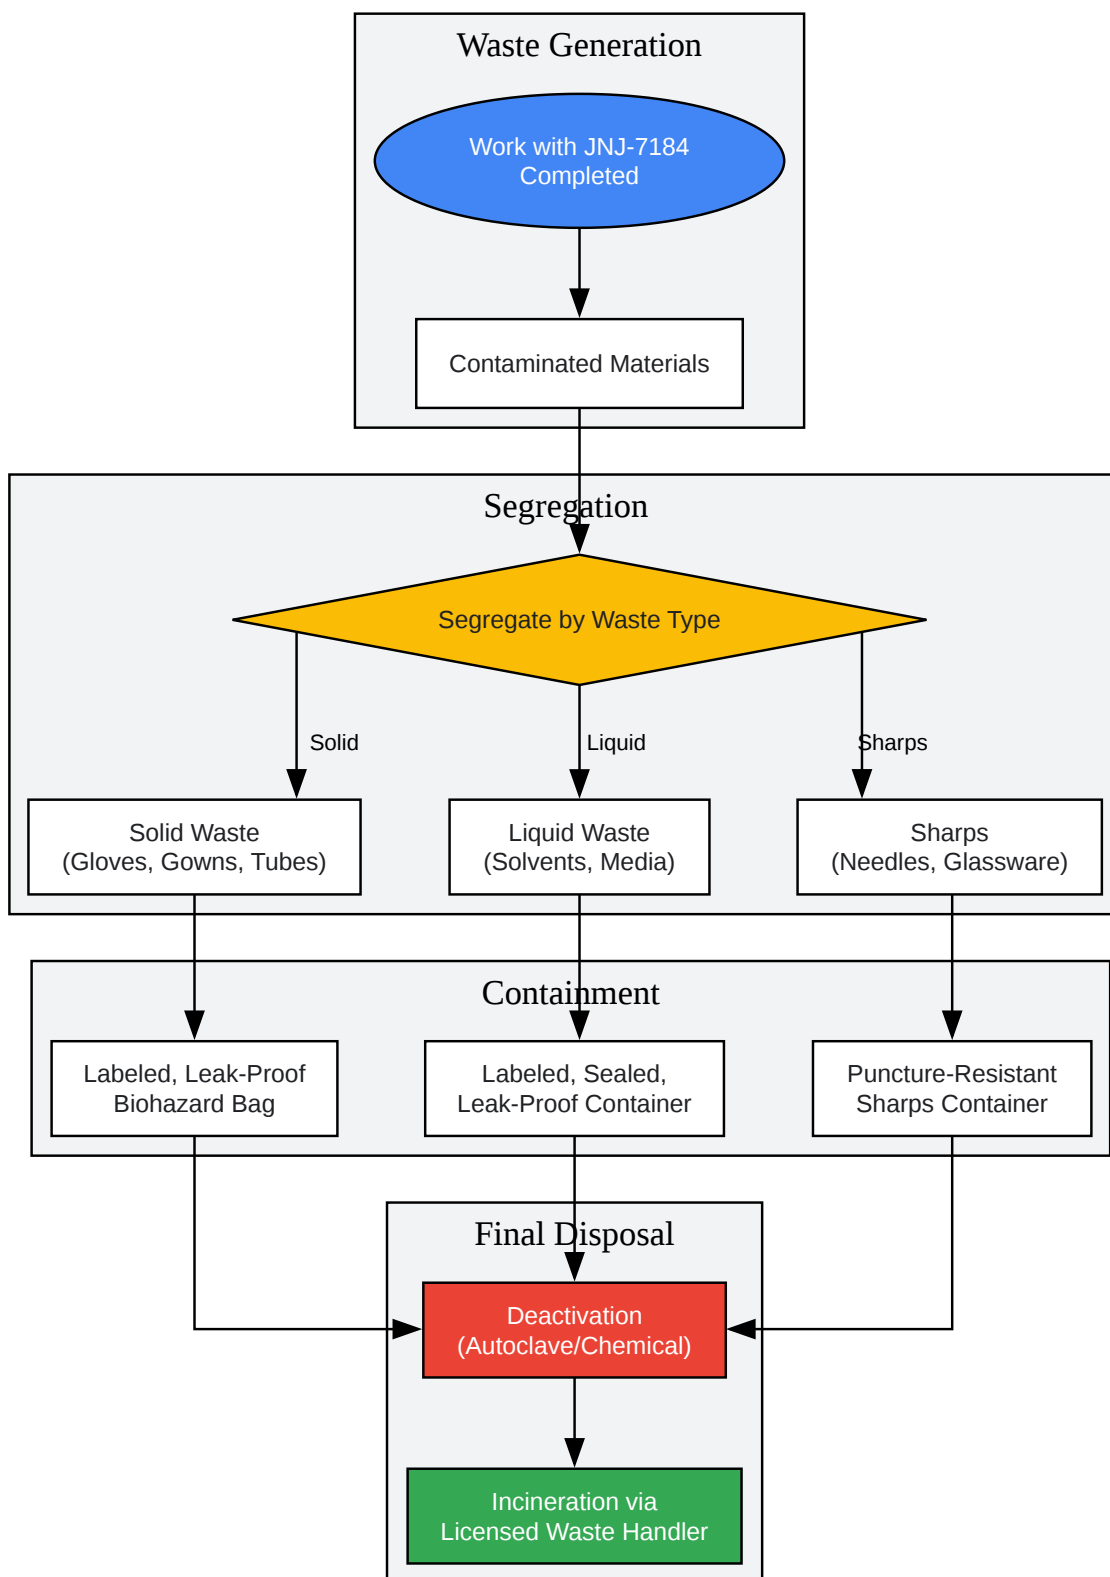 Waste Generation
Work with JNJ-7184
Completed
Contaminated Materials
Segregation
Segregate by Waste Type
Solid
Liquid
Sharps
Solid Waste
(Gloves, Gowns, Tubes)
Liquid Waste
(Solvents, Media)
Sharps
(Needles, Glassware)
Containment
Labeled, Leak-Proof
Biohazard Bag
Labeled, Sealed,
Leak-Proof Container
Puncture-Resistant
Sharps Container
Final Disposal
Deactivation
(Autoclave/Chemical)
Incineration via
Licensed Waste Handler